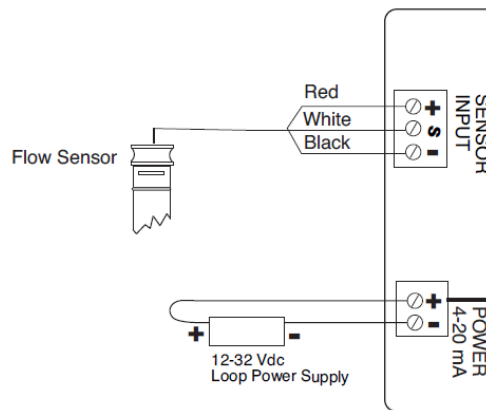 Red
+
White
S
Black
-
SENSOR
INPUT
Flow Sensor
+
-
POWER
4-20 mA
+
-
12-32 Vdc
Loop Power Supply